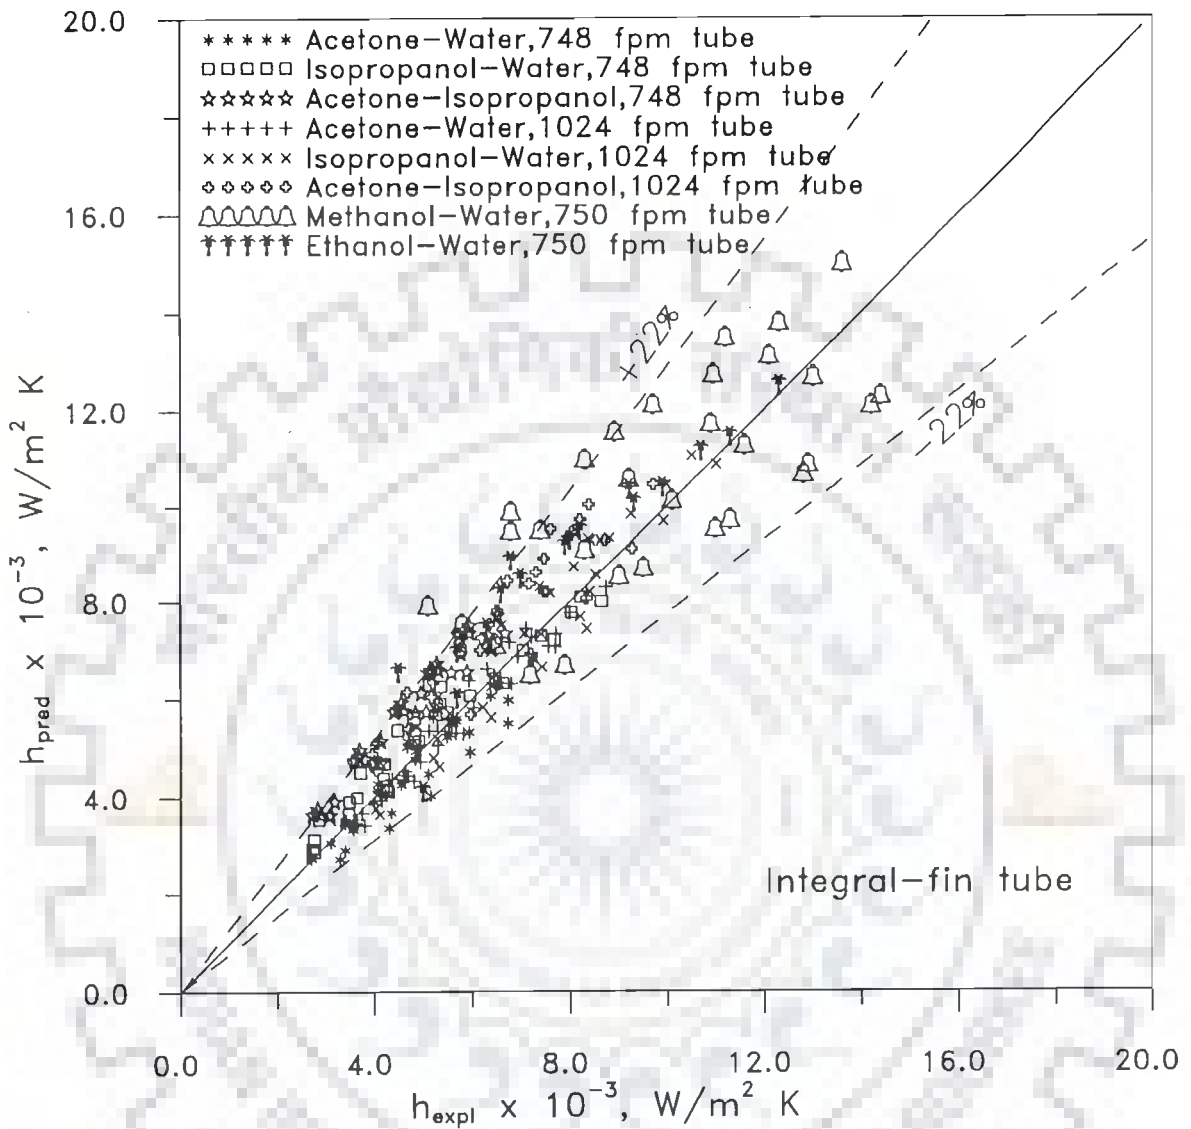 20.0
Acetone-Water,748 fpm tube
Isopropanol-Water,748 fpm tube
Acetone-Isopropanol,748 fpm tube
Acetone-Water,1024 fpm tube
Isopropanol-Water,1024 fpm tube
Acetone-Isopropanol,1024 fpm tube
Methanol-Water,750 fpm tube
Ethanol-Water,750 fpm tube
16.0
22%
12.0
22%
8.0
4.0
0.0
h_pred x 10⁻³, W/m² K
Integral-fin tube
0.0 4.0 8.0 12.0 16.0 20.0
h_expl x 10⁻³, W/m² K